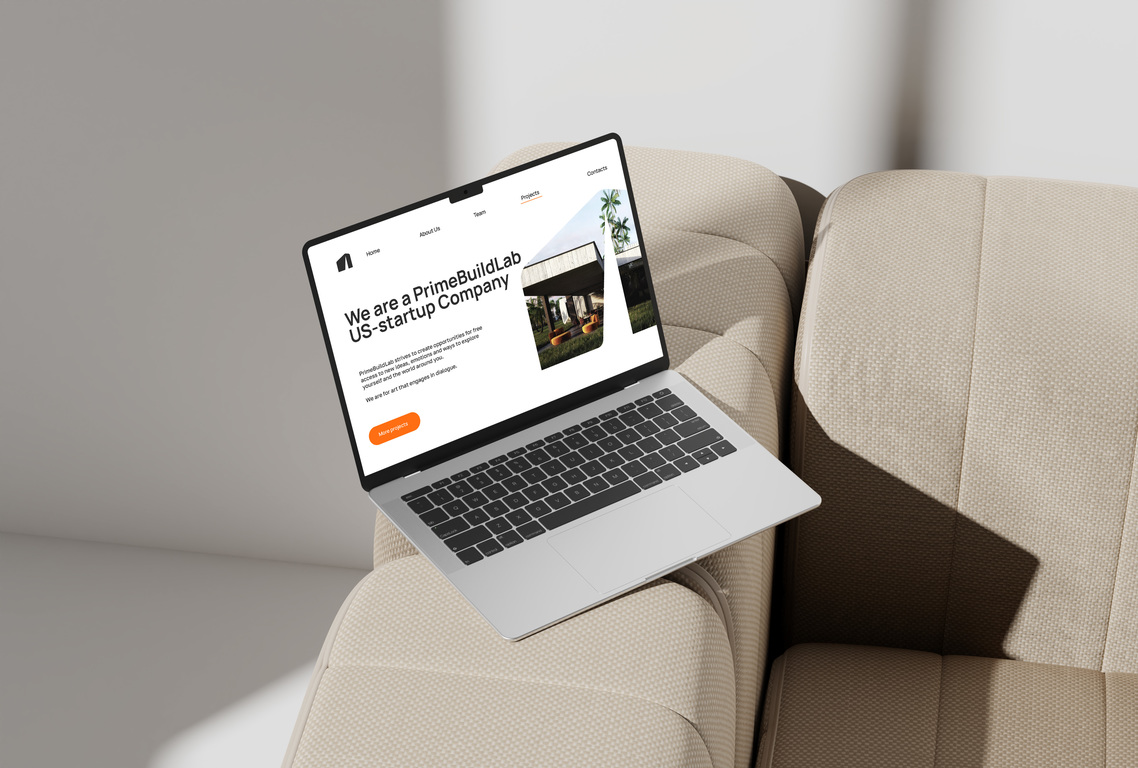 Home
About Us
Team
Projects
Contacts
We are a PrimeBuildLab
US-startup Company
PrimeBuildLab strives to create opportunities for free
access to new ideas, emotions and ways to explore
yourself and the world around you.
We are for art that engages in dialogue.
More projects